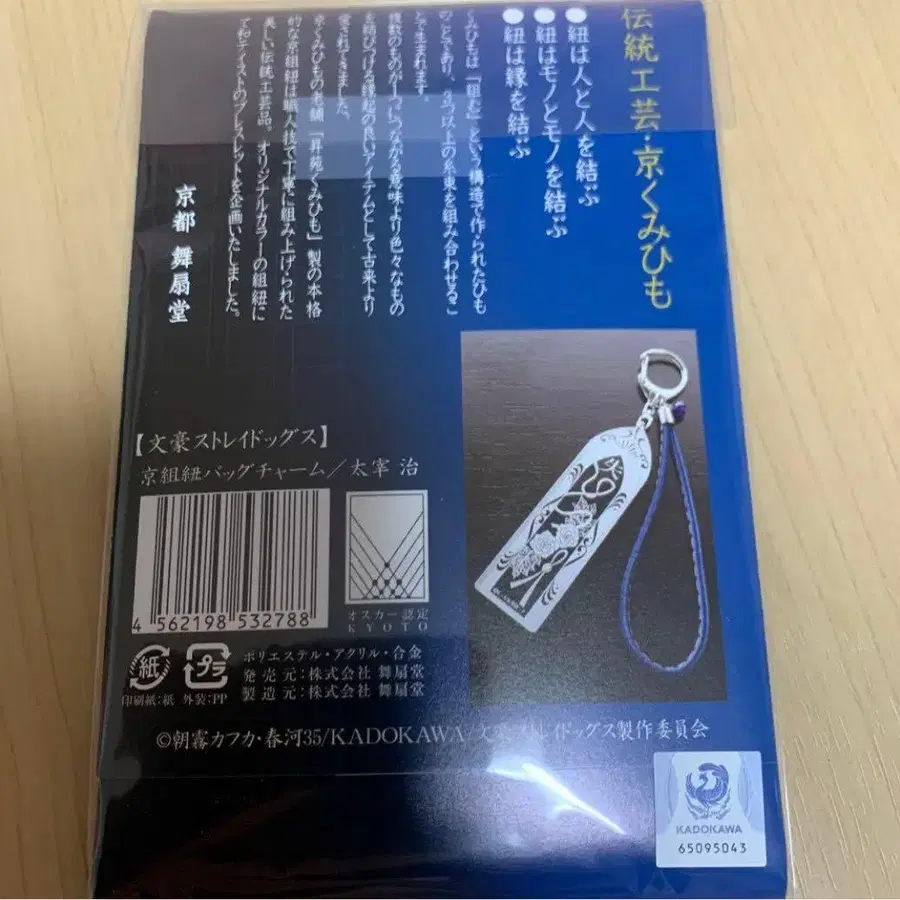 伝統工芸・京くみひも
●紐は人と人を結ぶ
●紐はモノとモノを結ぶ
●紐は縁を結ぶ
くみひもは「組む」という構造で作られたひも
のことであり、三つ以上の糸束を組み合わせるこ
とで生まれます。
複数のものが1つにつながる意味より色々なもの
を結びつける縁起の良いアイテムとして古来より
愛されてきました。
京くみひもの老舗「昇苑くみひも」製の本格
的な京組紐は職人技で丁寧に組み上げられた
美しい伝統工芸品。オリジナルカラーの組紐に
て和テイストのブレスレットを企画いたしました。
京都 舞扇堂
【文豪ストレイドッグス】
京組紐バッグチャーム/太宰 治
4 562198 532788
オスカー認定
KYOTO
紙
プラ
印刷紙:紙 外装:PP
ポリエステル・アクリル・合金
発売元:株式会社 舞扇堂
製造元:株式会社 舞扇堂
©朝霧カフカ・春河35/KADOKAWA/文豪ストレイドッグス製作委員会
KADOKAWA
65095043